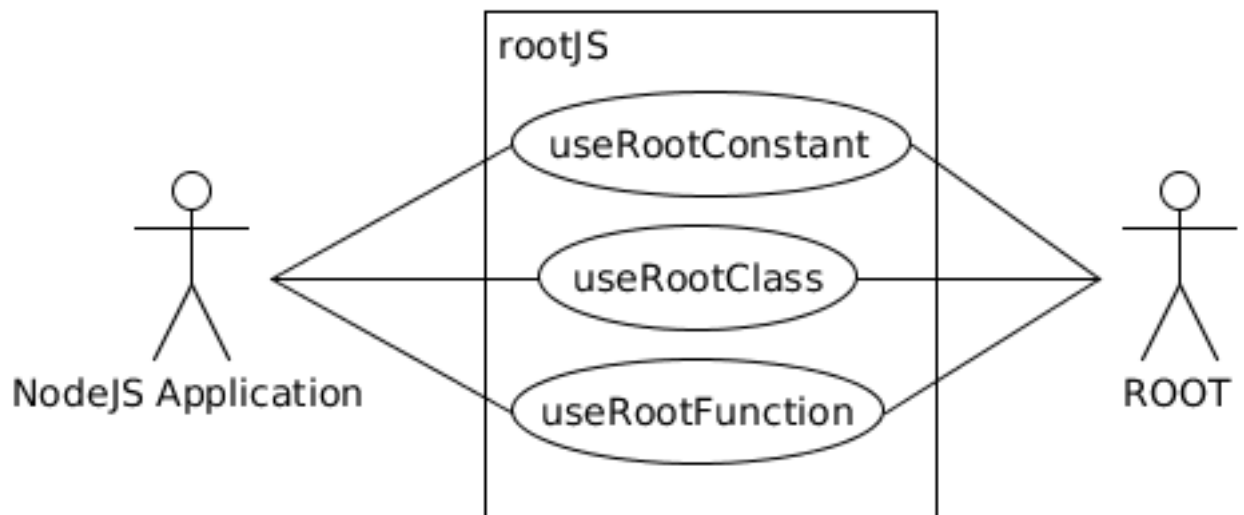 rootJS
useRootConstant
useRootClass
useRootFunction
NodeJS Application
ROOT